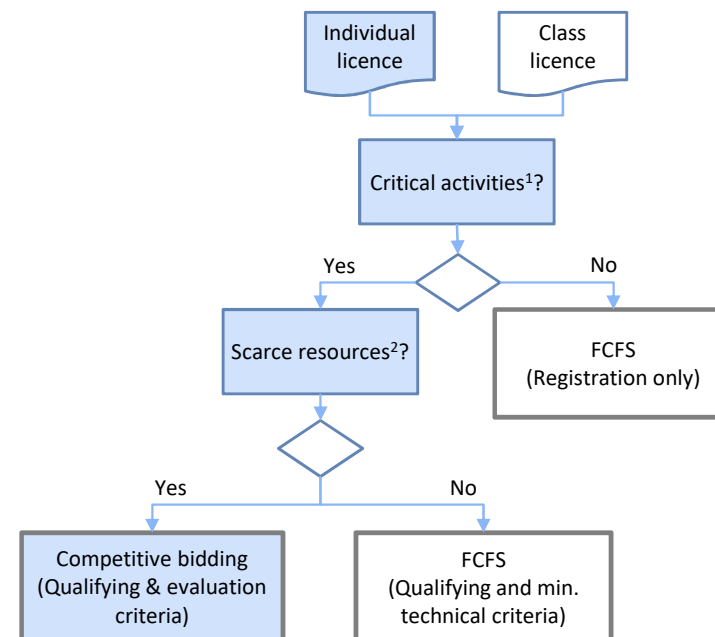 Individual
licence
Class
licence
Critical activities¹?
Yes
No
Scarce resources²?
FCFS
(Registration only)
Yes
No
Competitive bidding
(Qualifying & evaluation
criteria)
FCFS
(Qualifying and min.
technical criteria)